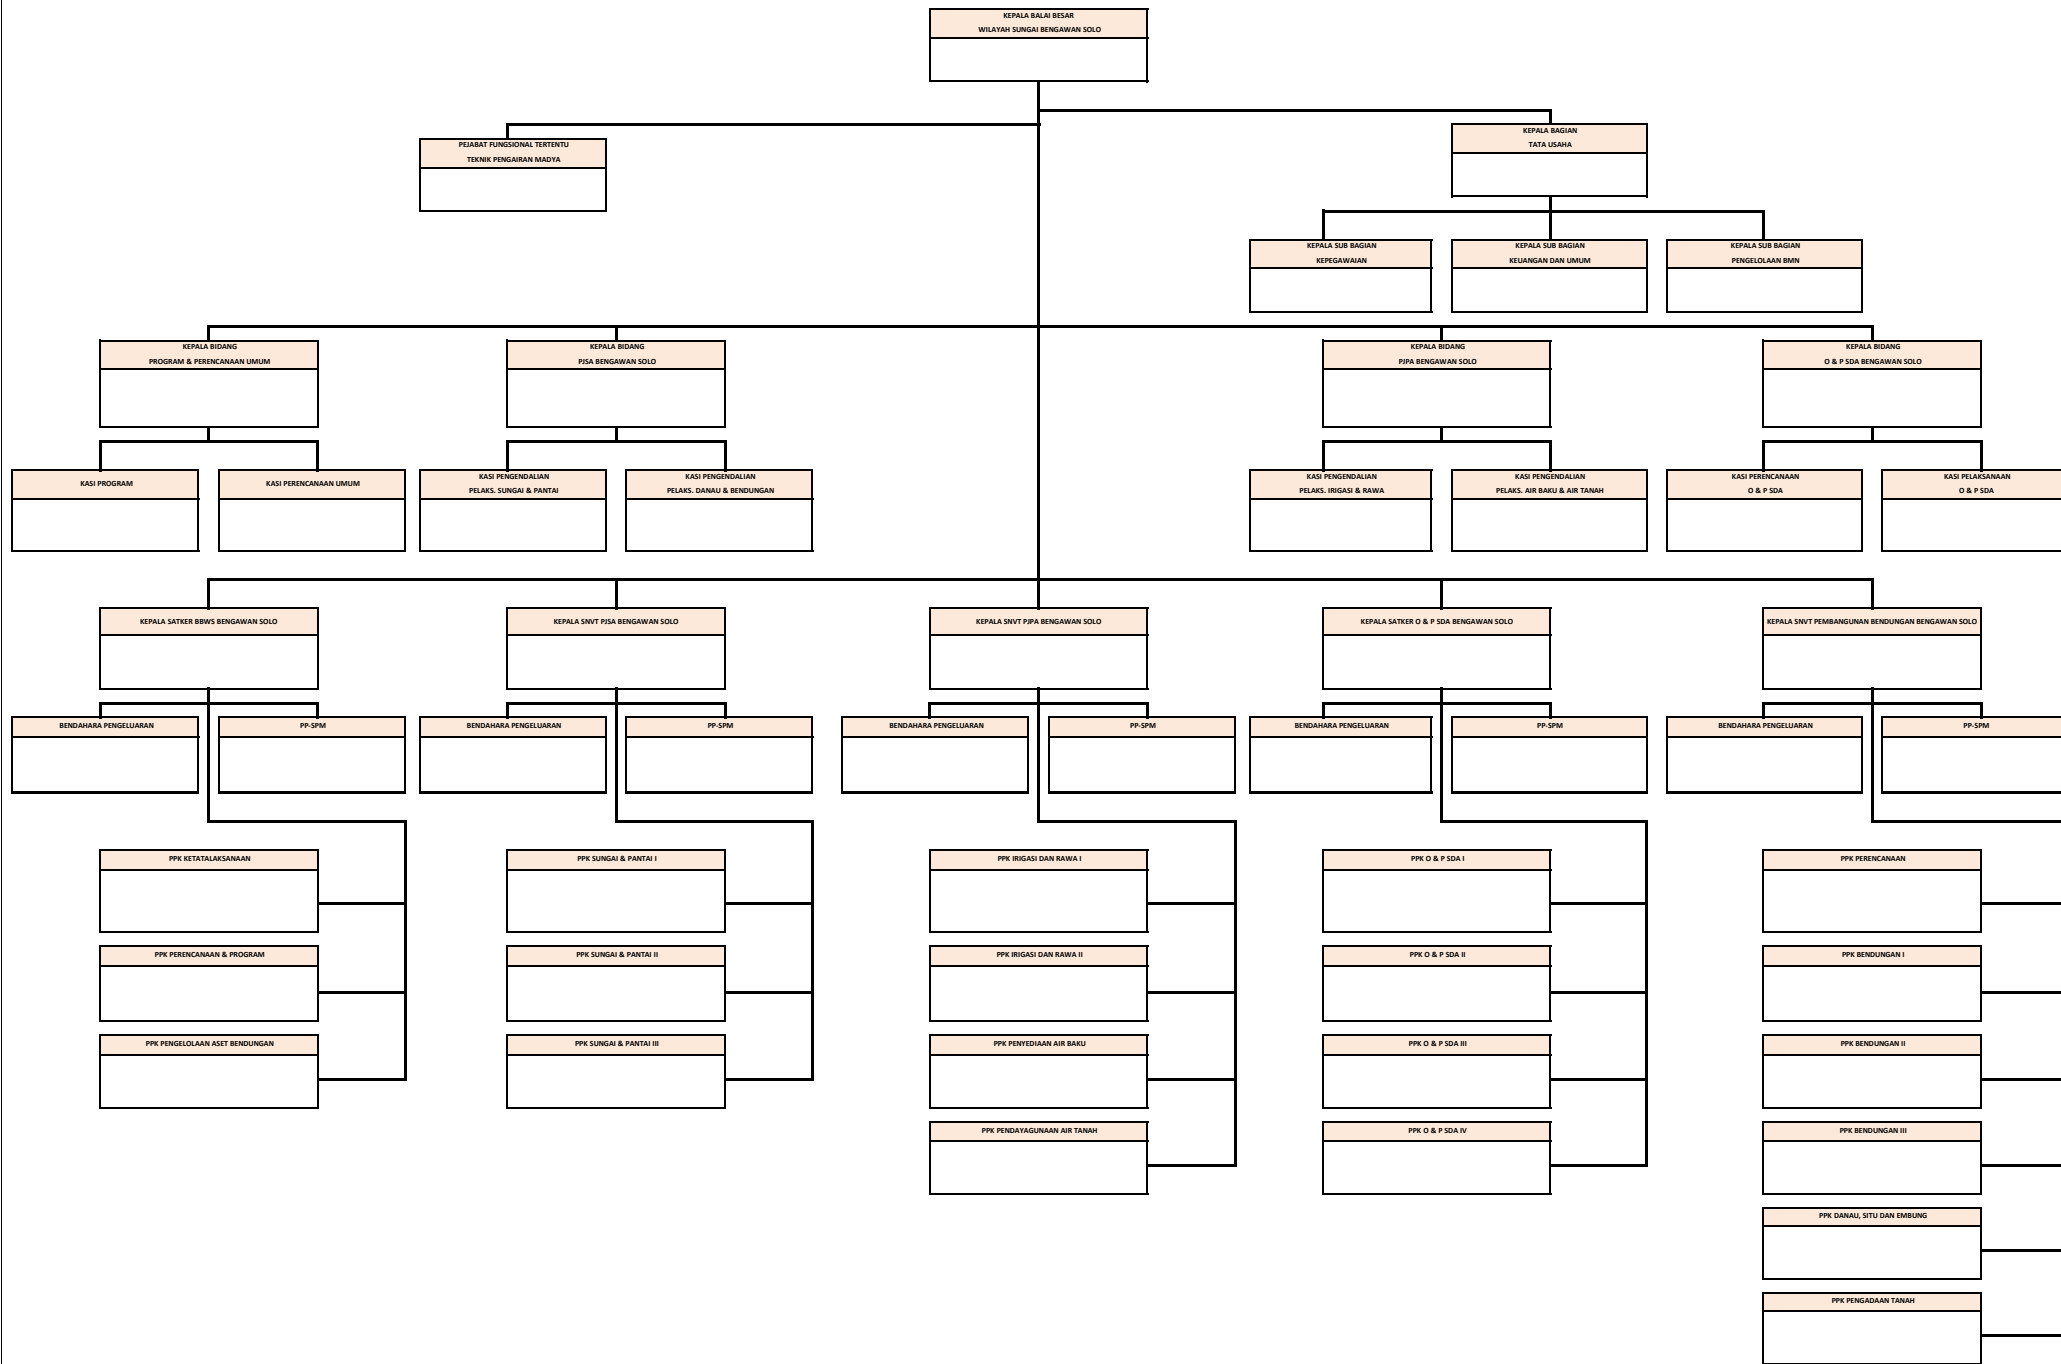 KEPALA BALAI BESAR
WILAYAH SUNGAI BENGAWAN SOLO
PEJABAT FUNGSIONAL TERTENTU
TEKNIK PENGAIRAN MADYA
KEPALA BAGIAN
TATA USAHA
KEPALA SUB BAGIAN
KEPEGAWAIAN
KEPALA SUB BAGIAN
KEUANGAN DAN UMUM
KEPALA SUB BAGIAN
PENGELOLAAN BMN
KEPALA BIDANG
PROGRAM & PERENCANAAN UMUM
KEPALA BIDANG
PJSA BENGAWAN SOLO
KEPALA BIDANG
PJPA BENGAWAN SOLO
KEPALA BIDANG
O & P SDA BENGAWAN SOLO
KASI PROGRAM
KASI PERENCANAAN UMUM
KASI PENGENDALIAN
PELAKS. SUNGAI & PANTAI
KASI PENGENDALIAN
PELAKS. DANAU & BENDUNGAN
KASI PENGENDALIAN
PELAKS. IRIGASI & RAWA
KASI PENGENDALIAN
PELAKS. AIR BAKU & AIR TANAH
KASI PERENCANAAN
O & P SDA
KASI PELAKSANAAN
O & P SDA
KEPALA SATKER BBWS BENGAWAN SOLO
KEPALA SNVT PJSA BENGAWAN SOLO
KEPALA SNVT PJPA BENGAWAN SOLO
KEPALA SATKER O & P SDA BENGAWAN SOLO
KEPALA SNVT PEMBANGUNAN BENDUNGAN BENGAWAN SOLO
BENDAHARA PENGELUARAN
PP-SPM
BENDAHARA PENGELUARAN
PP-SPM
BENDAHARA PENGELUARAN
PP-SPM
BENDAHARA PENGELUARAN
PP-SPM
BENDAHARA PENGELUARAN
PP-SPM
PPK KETATALAKSANAAN
PPK SUNGAI & PANTAI I
PPK IRIGASI DAN RAWA I
PPK O & P SDA I
PPK PERENCANAAN
PPK PERENCANAAN & PROGRAM
PPK SUNGAI & PANTAI II
PPK IRIGASI DAN RAWA II
PPK O & P SDA II
PPK BENDUNGAN I
PPK PENGELOLAAN ASET BENDUNGAN
PPK SUNGAI & PANTAI III
PPK PENYEDIAAN AIR BAKU
PPK O & P SDA III
PPK BENDUNGAN II
PPK PENDAYAGUNAAN AIR TANAH
PPK O & P SDA IV
PPK BENDUNGAN III
PPK DANAU, SITU DAN EMBUNG
PPK PENGADAAN TANAH